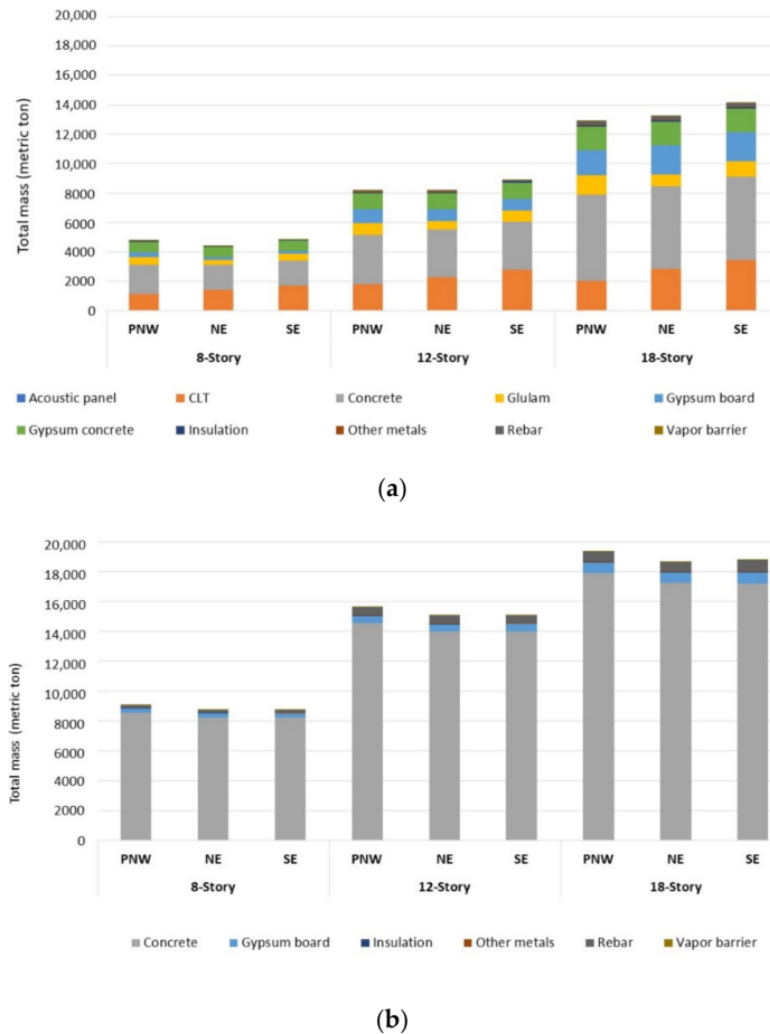 20,000
18,000
16,000
14,000
12,000
10,000
8000
6000
4000
2000
0
Total mass (metric ton)
PNW NE SE PNW NE SE PNW NE SE
8-Story 12-Story 18-Story
Acoustic panel CLT Concrete Glulam Gypsum board
Gypsum concrete Insulation Other metals Rebar Vapor barrier
(a)
20,000
18,000
16,000
14,000
12,000
10,000
8000
6000
4000
2000
0
Total mass (metric ton)
PNW NE SE PNW NE SE PNW NE SE
8-Story 12-Story 18-Story
Concrete Gypsum board Insulation Other metals Rebar Vapor barrier
(b)